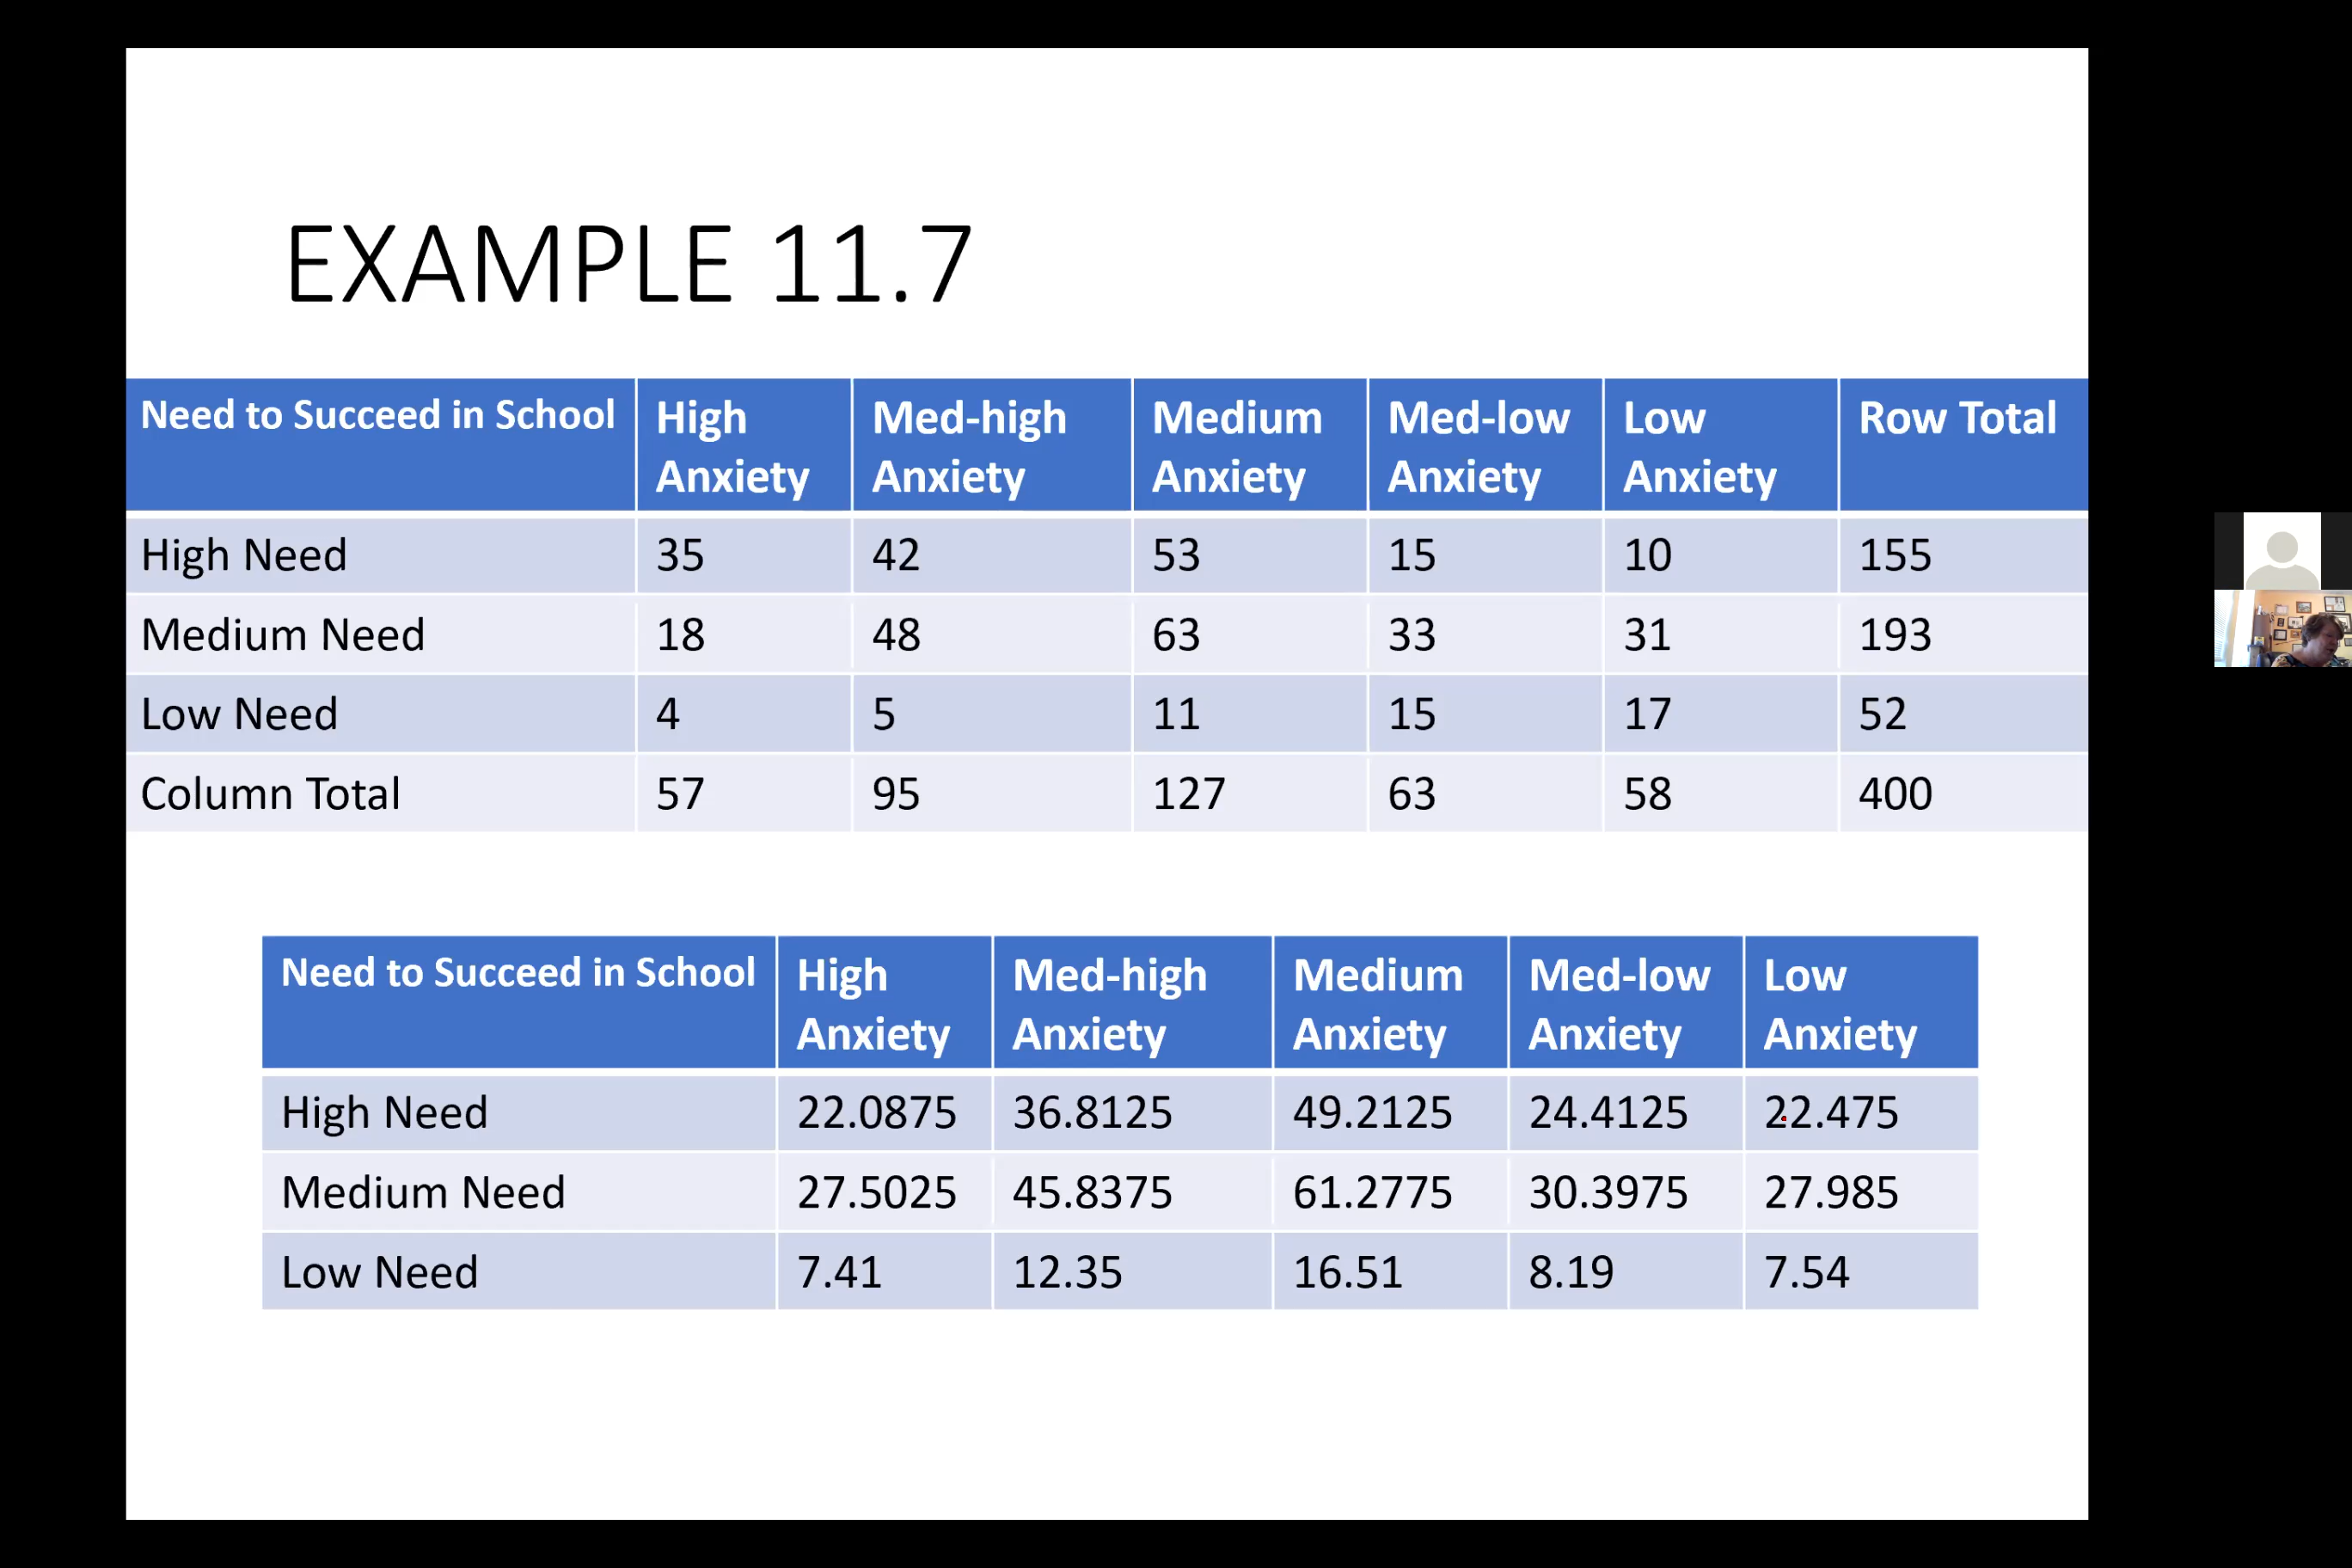 EXAMPLE 11.7
Need to Succeed in School High Anxiety Med-high Anxiety Medium Anxiety Med-low Anxiety Low Anxiety Row Total
High Need 35 42 53 15 10 155
Medium Need 18 48 63 33 31 193
Low Need 4 5 11 15 17 52
Column Total 57 95 127 63 58 400
Need to Succeed in School High Anxiety Med-high Anxiety Medium Anxiety Med-low Anxiety Low Anxiety
High Need 22.0875 36.8125 49.2125 24.4125 22.475
Medium Need 27.5025 45.8375 61.2775 30.3975 27.985
Low Need 7.41 12.35 16.51 8.19 7.54